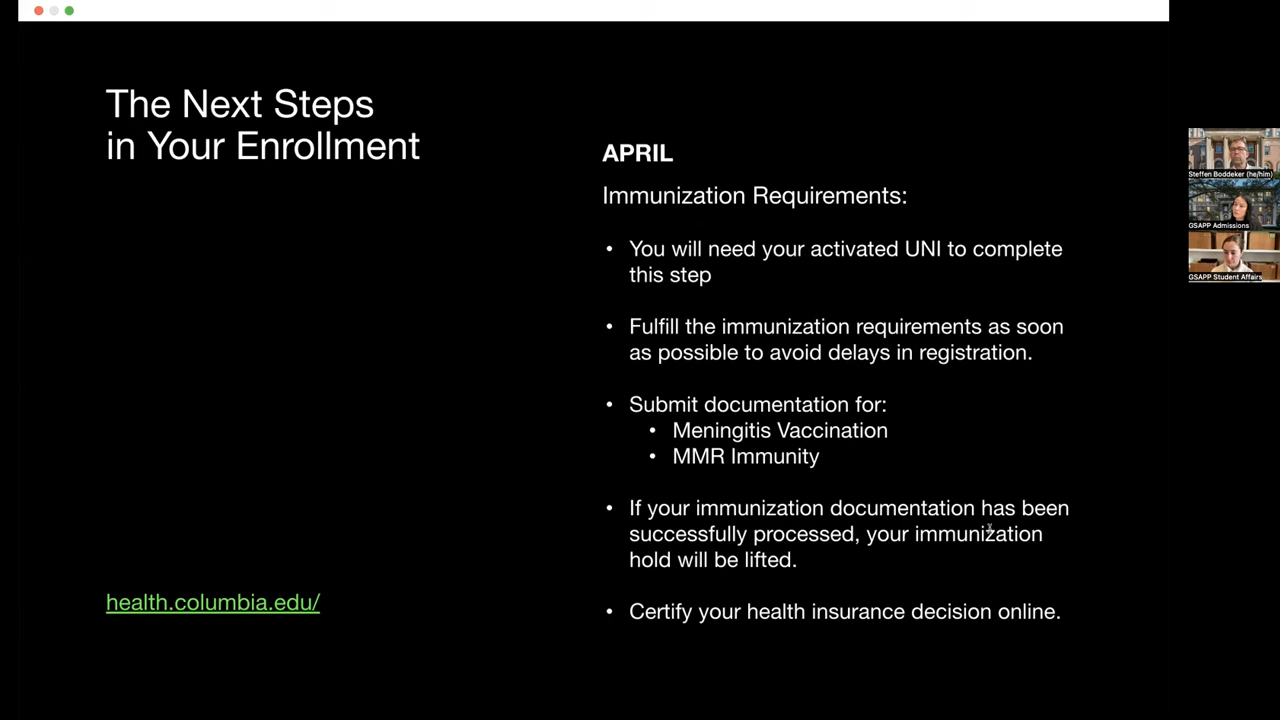 The Next Steps
in Your Enrollment
APRIL
Immunization Requirements:
• You will need your activated UNI to complete
this step
• Fulfill the immunization requirements as soon
as possible to avoid delays in registration.
• Submit documentation for:
• Meningitis Vaccination
• MMR Immunity
• If your immunization documentation has been
successfully processed, your immunization
hold will be lifted.
• Certify your health insurance decision online.
health.columbia.edu/
Steffen Boddeker (he/him)
GSAPP Admissions
GSAPP Student Affairs